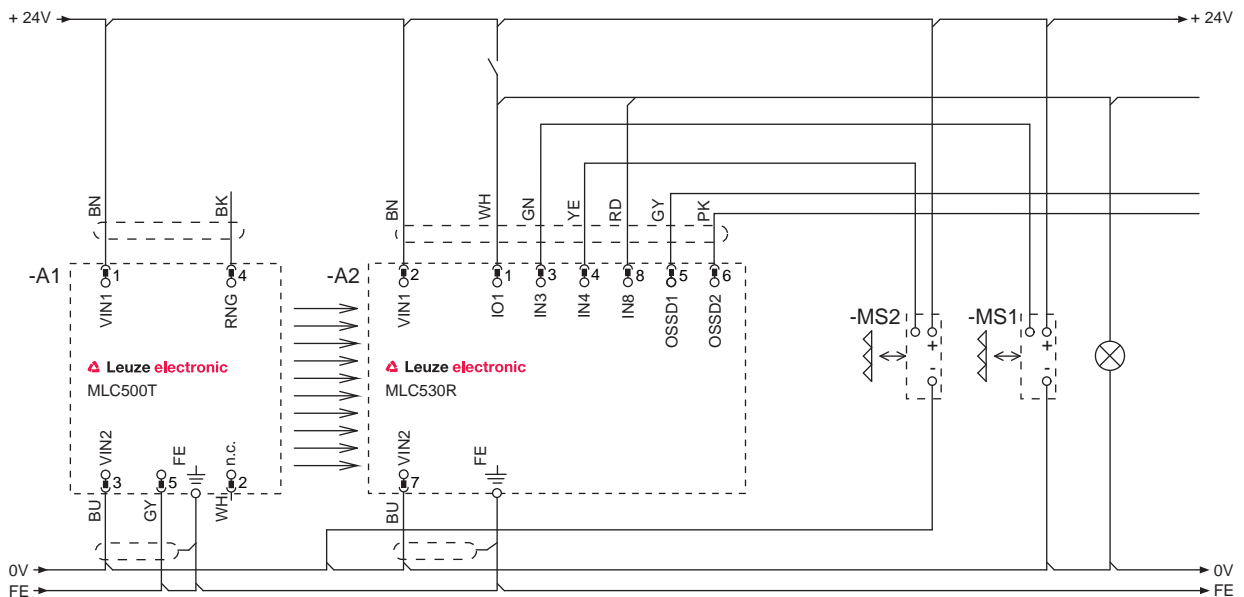 + 24V
+ 24V
BN
BK
BN
WH
GN
YE
RD
GY
PK
-A1
1
4
-A2
2
1
3
4
8
5
6
VIN1
RNG
VIN1
IO1
IN3
IN4
IN8
OSSD1
OSSD2
-MS2
-MS1
+
+
-
-
Leuze electronic
MLC500T
Leuze electronic
MLC530R
VIN2
FE
n.c.
VIN2
FE
3
5
2
7
BU
GY
WH
BU
0V
0V
FE
FE